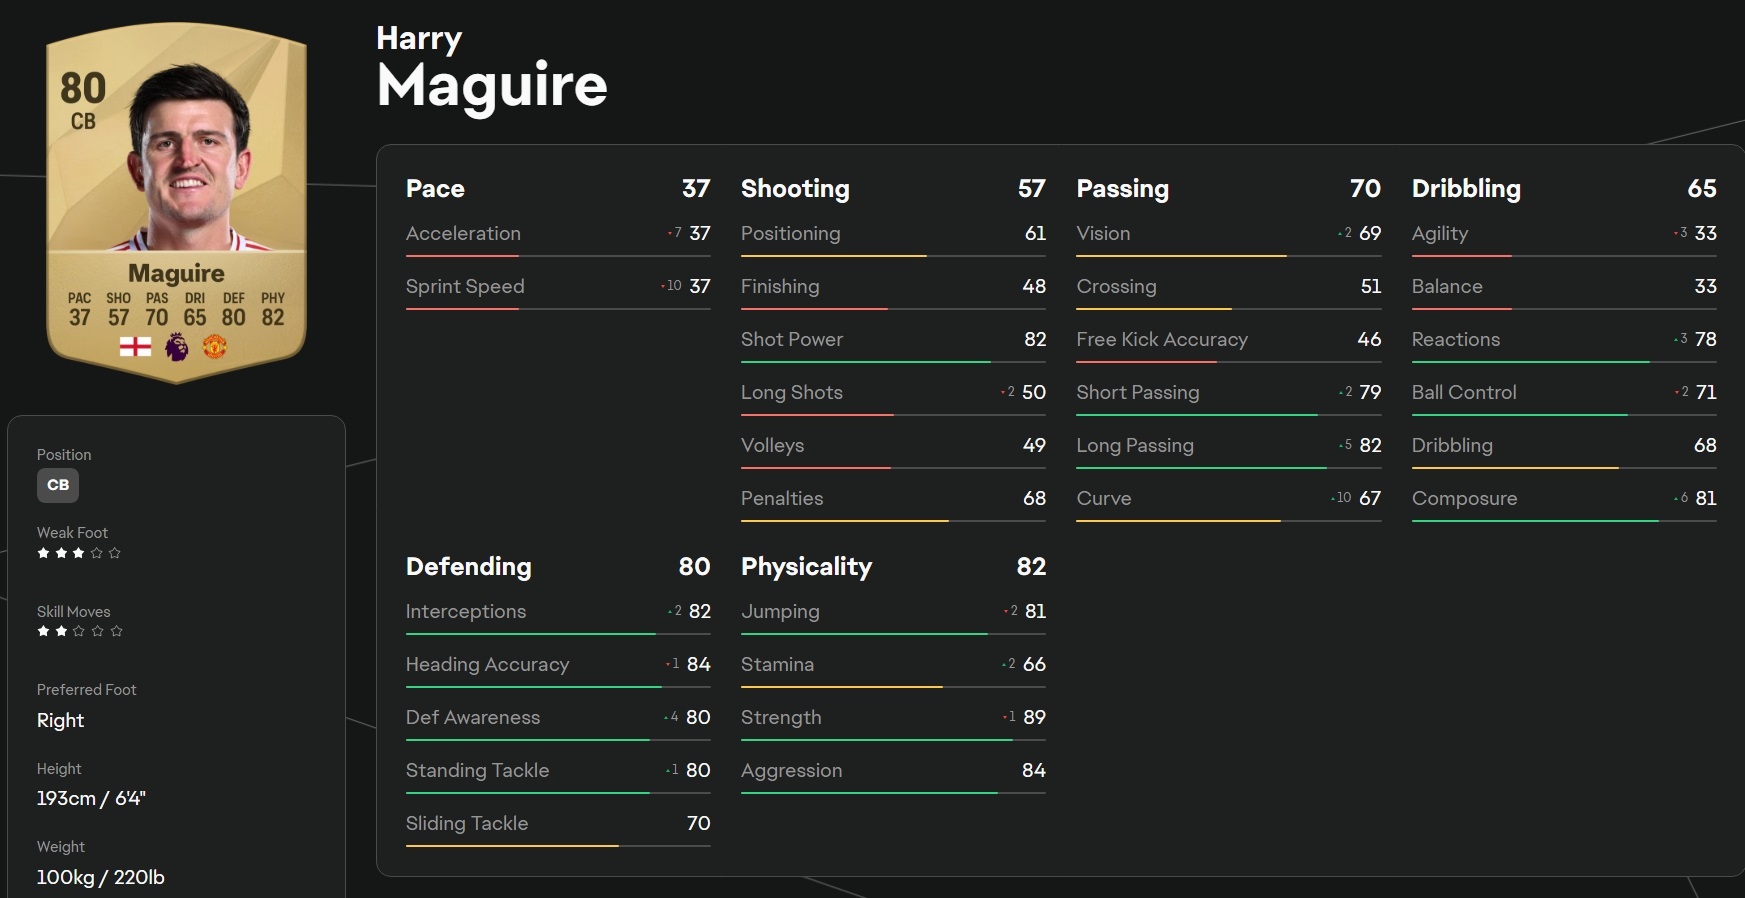 80
CB
Maguire
PAC SHO PAS DRI DEF PHY
37 57 70 65 80 82
Harry
Maguire
Position
CB
Weak Foot
Skill Moves
Preferred Foot
Right
Height
193cm / 6'4"
Weight
100kg / 220lb
Pace 37
Acceleration 7 37
Sprint Speed 10 37
Shooting 57
Positioning 61
Finishing 48
Shot Power 82
Long Shots 2 50
Volleys 49
Penalties 68
Passing 70
Vision 2 69
Crossing 51
Free Kick Accuracy 46
Short Passing 2 79
Long Passing 5 82
Curve 10 67
Dribbling 65
Agility 3 33
Balance 33
Reactions 3 78
Ball Control 2 71
Dribbling 68
Composure 6 81
Defending 80
Interceptions 2 82
Heading Accuracy 1 84
Def Awareness 4 80
Standing Tackle 1 80
Sliding Tackle 70
Physicality 82
Jumping 2 81
Stamina 2 66
Strength 1 89
Aggression 84